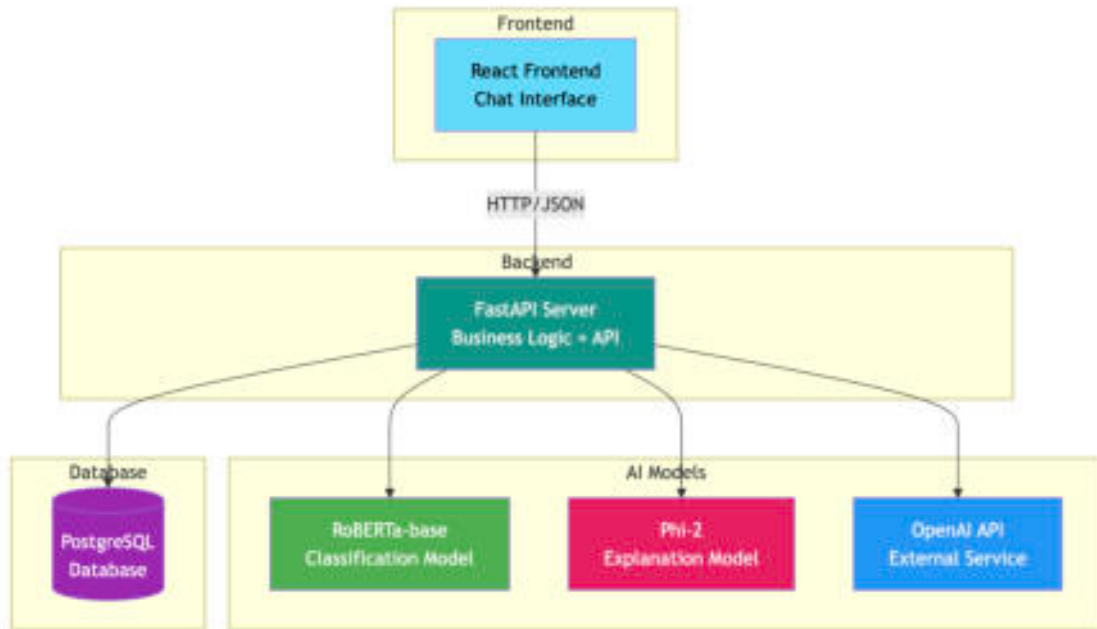 Frontend
React Frontend
Chat Interface
HTTP/JSON
Backend
FastAPI Server
Business Logic + API
Database
AI Models
PostgreSQL
Database
RoBERTa-base
Classification Model
Phi-2
Explanation Model
OpenAI API
External Service